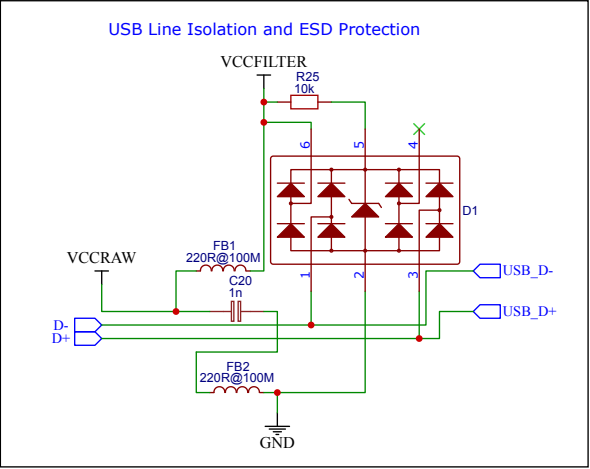 USB Line Isolation and ESD Protection
VCCFILTER
R25
10k
6
5
4
D1
FB1
220R@100M
VCCRAW
C20
1n
1
2
3
USB_D-
USB_D+
D-
D+
FB2
220R@100M
GND